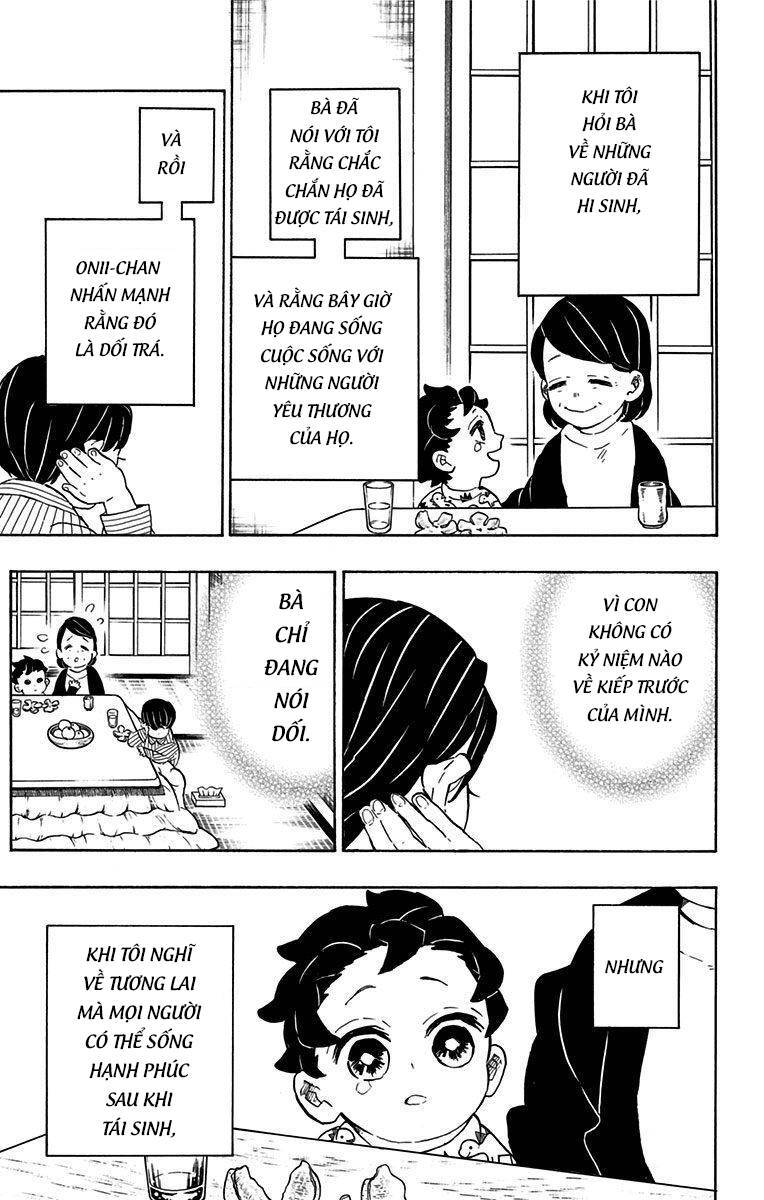 KHI TÔI
HỎI BÀ
VỀ NHỮNG
NGƯỜI ĐÃ
HI SINH,
BÀ ĐÃ
NÓI VỚI TÔI
RẰNG CHẮC
CHẮN HỌ ĐÃ
ĐƯỢC TÁI SINH,
VÀ RẰNG BÂY GIỜ
HỌ ĐANG SỐNG
CUỘC SỐNG VỚI
NHỮNG NGƯỜI
YÊU THƯƠNG
CỦA HỌ.
VÀ
RỒI
ONII-CHAN
NHẤN MẠNH
RẰNG ĐÓ
LÀ DỐI TRÁ.
VÌ CON
KHÔNG CÓ
KỶ NIỆM NÀO
VỀ KIẾP TRƯỚC
CỦA MÌNH.
BÀ
CHỈ
ĐANG
NÓI
DỐI.
NHƯNG
KHI TÔI NGHĨ
VỀ TƯƠNG LAI
MÀ MỌI NGƯỜI
CÓ THỂ SỐNG
HẠNH PHÚC
SAU KHI
TÁI SINH,